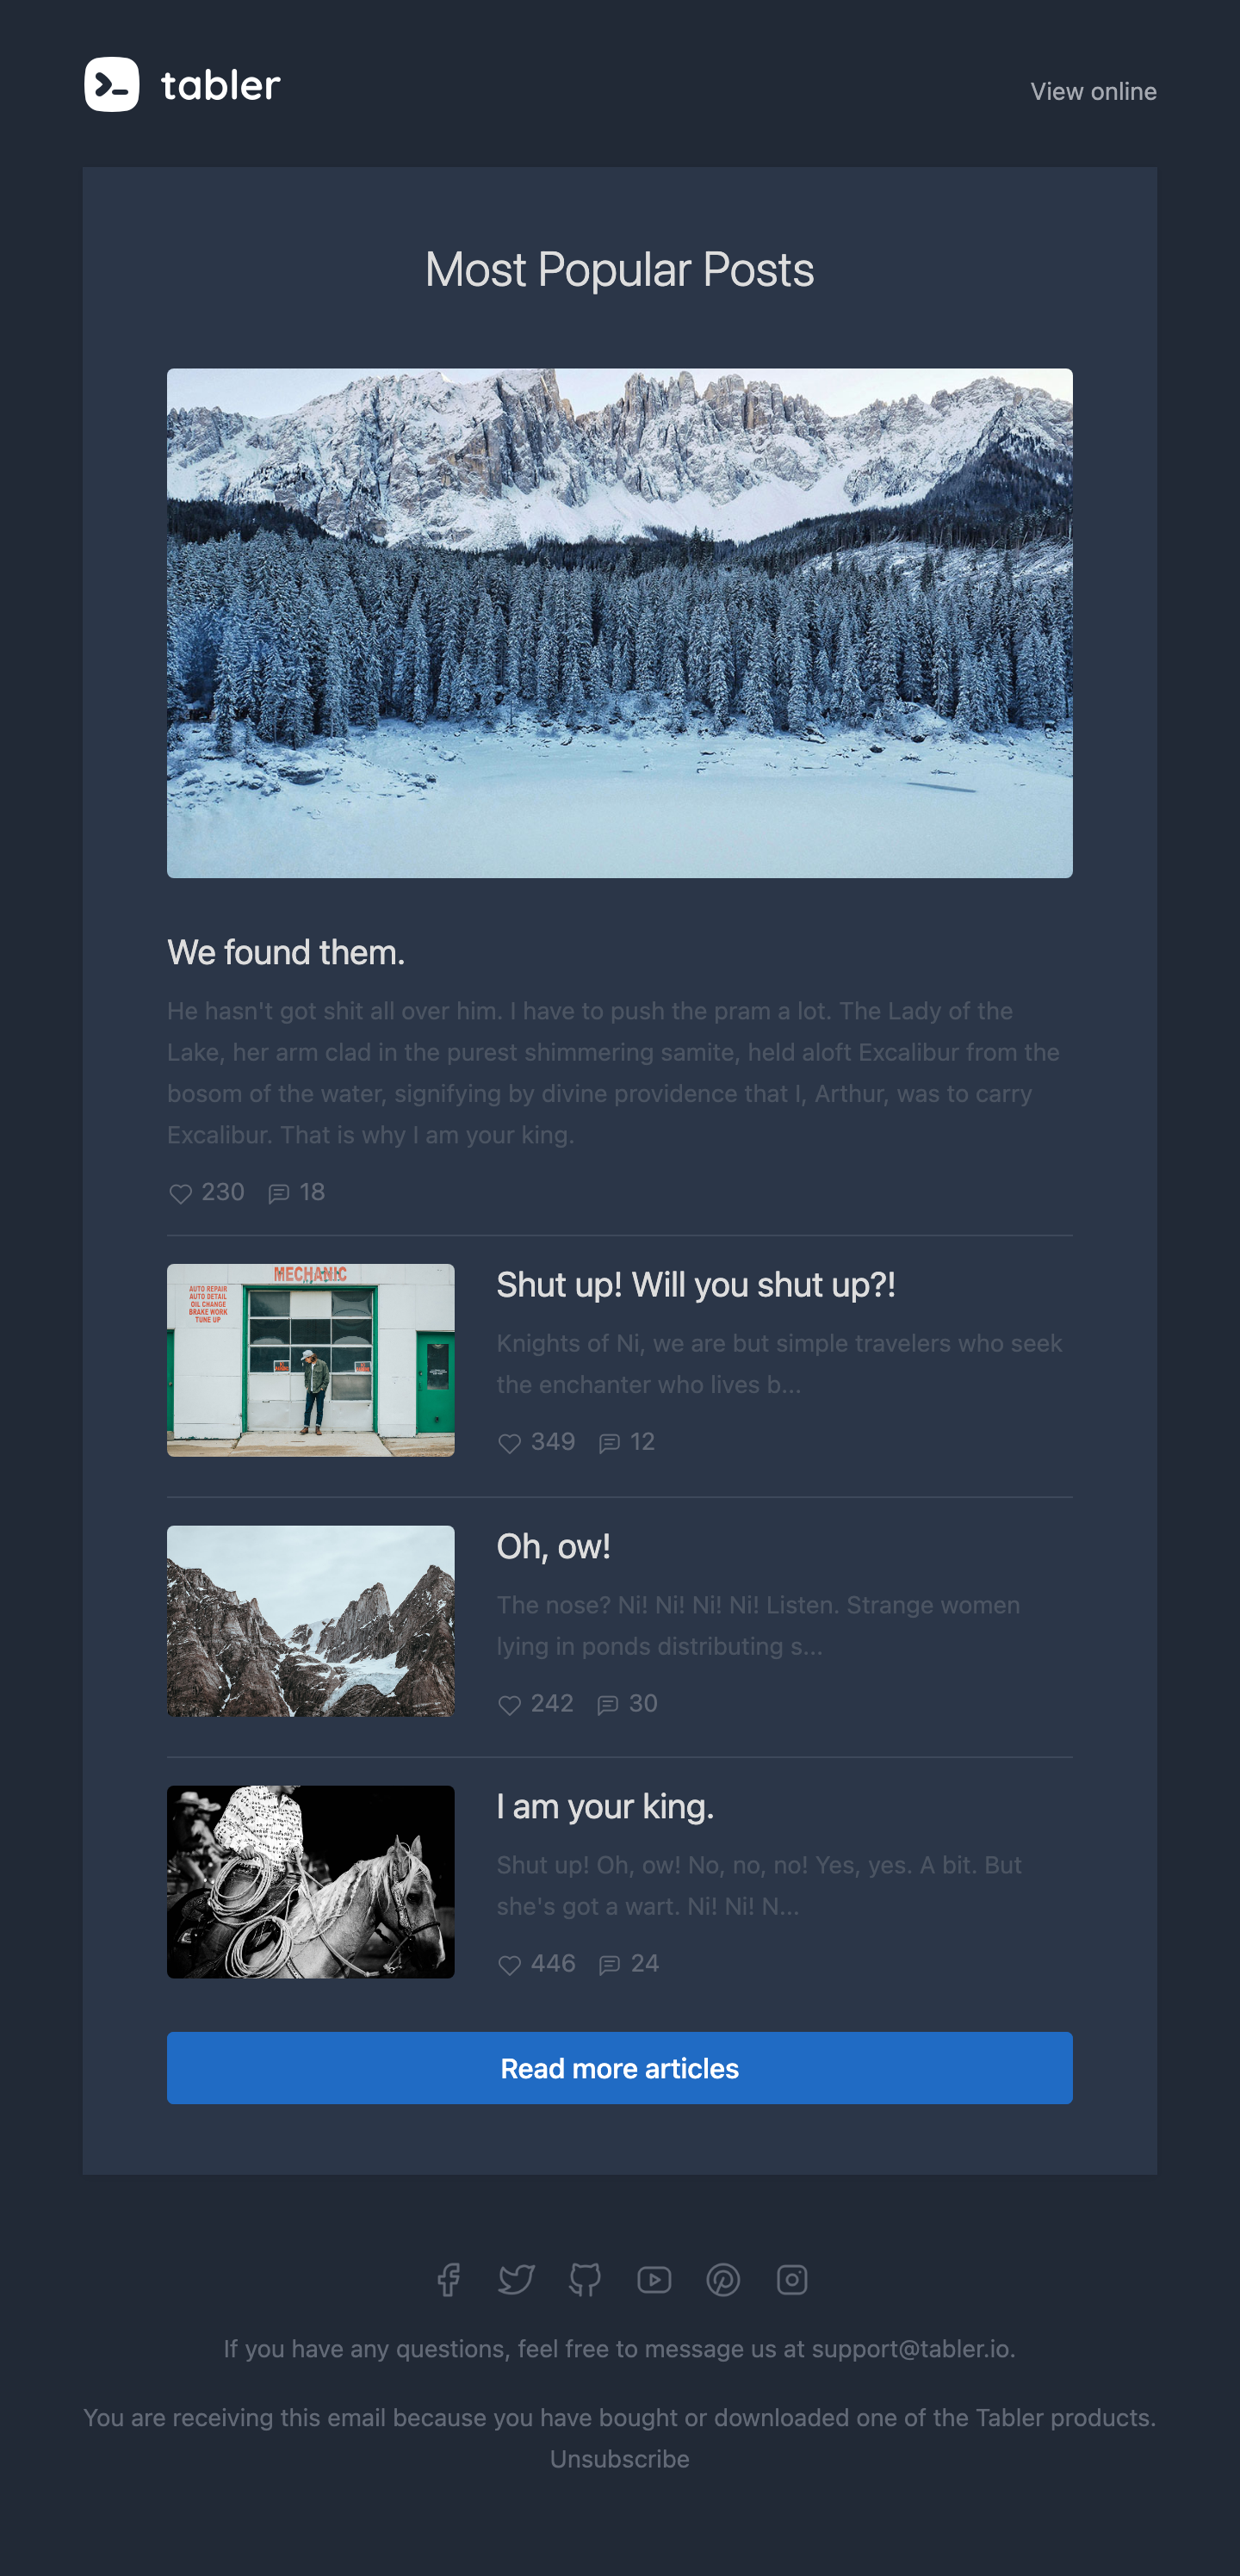 tabler
View online
Most Popular Posts
We found them.
He hasn't got shit all over him. I have to push the pram a lot. The Lady of the
Lake, her arm clad in the purest shimmering samite, held aloft Excalibur from the
bosom of the water, signifying by divine providence that I, Arthur, was to carry
Excalibur. That is why I am your king.
230 18
MECHANIC
AUTO REPAIR
AUTO DETAIL
OIL CHANGE
BRAKE WORK
TUNE UP
Shut up! Will you shut up?!
Knights of Ni, we are but simple travelers who seek
the enchanter who lives b...
349 12
Oh, ow!
The nose? Ni! Ni! Ni! Ni! Listen. Strange women
lying in ponds distributing s...
242 30
I am your king.
Shut up! Oh, ow! No, no, no! Yes, yes. A bit. But
she's got a wart. Ni! Ni! N...
446 24
Read more articles
If you have any questions, feel free to message us at support@tabler.io.
You are receiving this email because you have bought or downloaded one of the Tabler products.
Unsubscribe